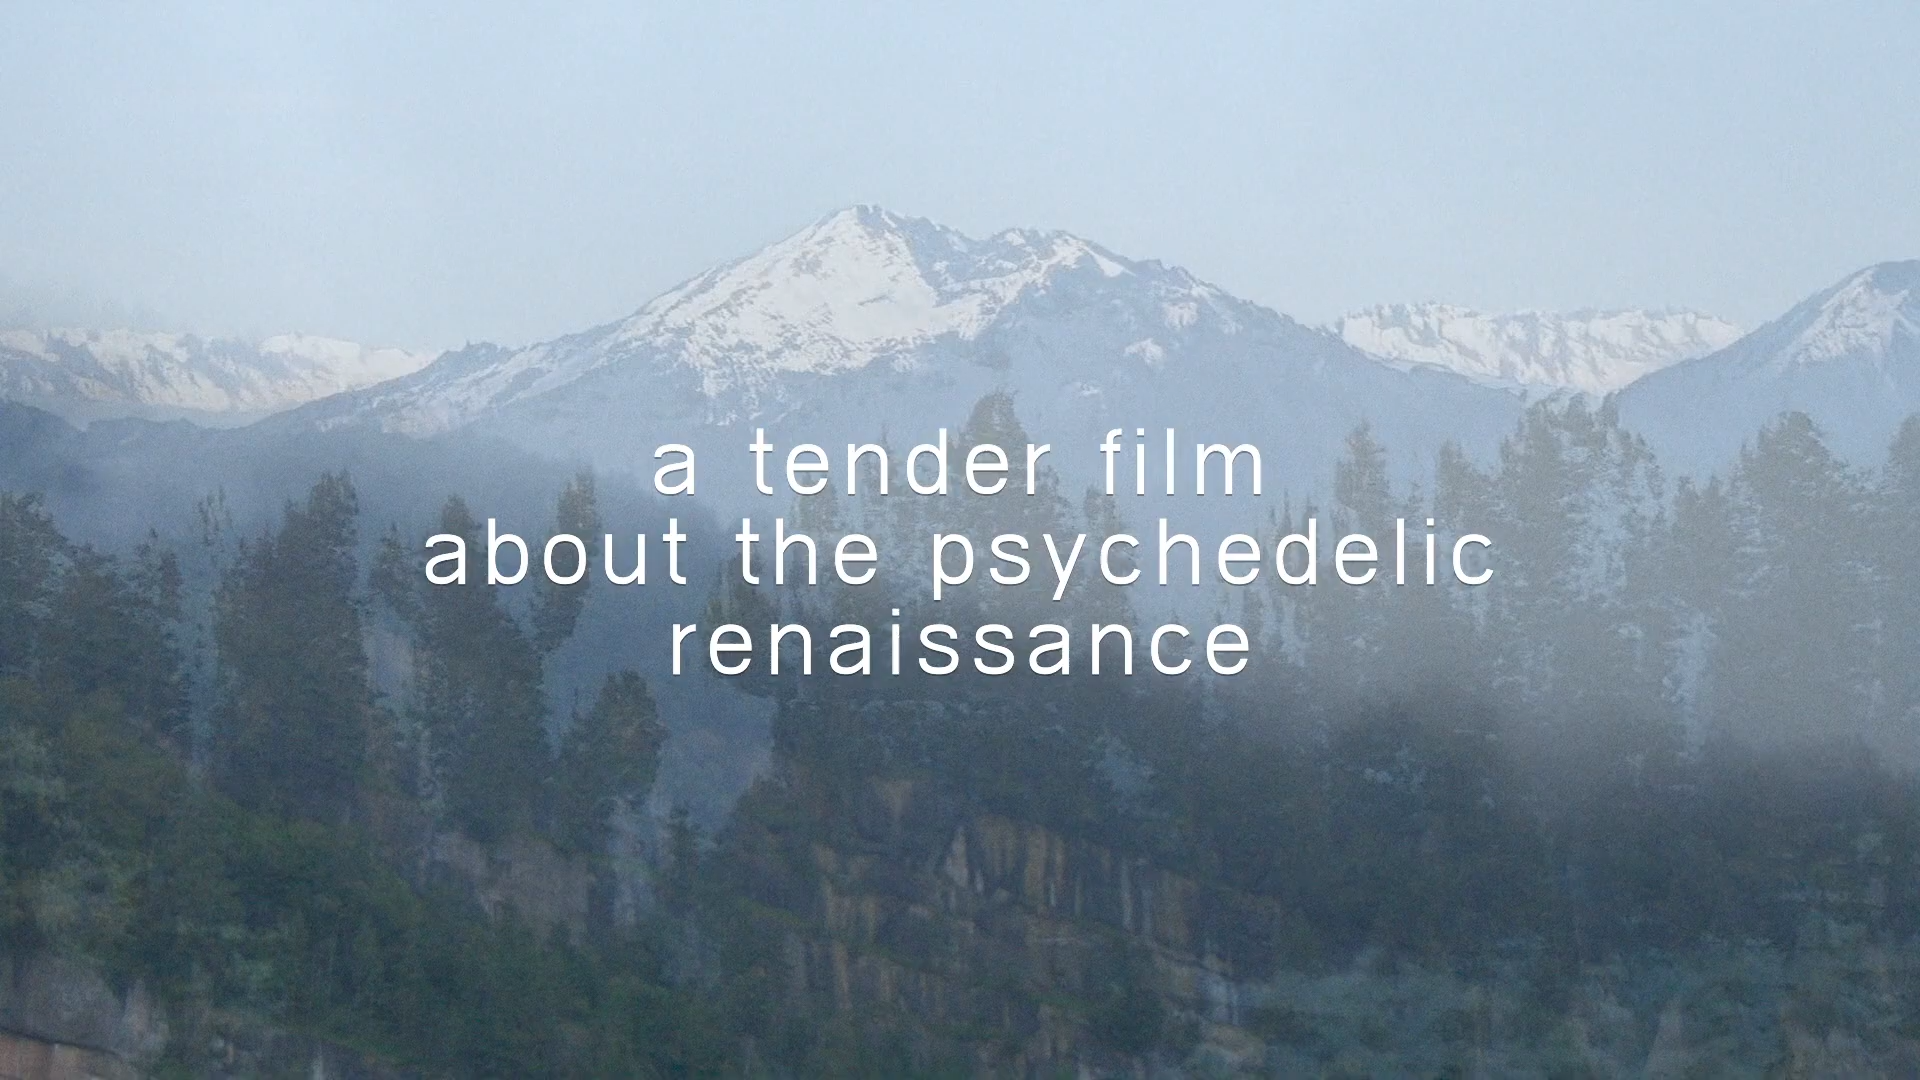 a tender film
about the psychedelic
renaissance